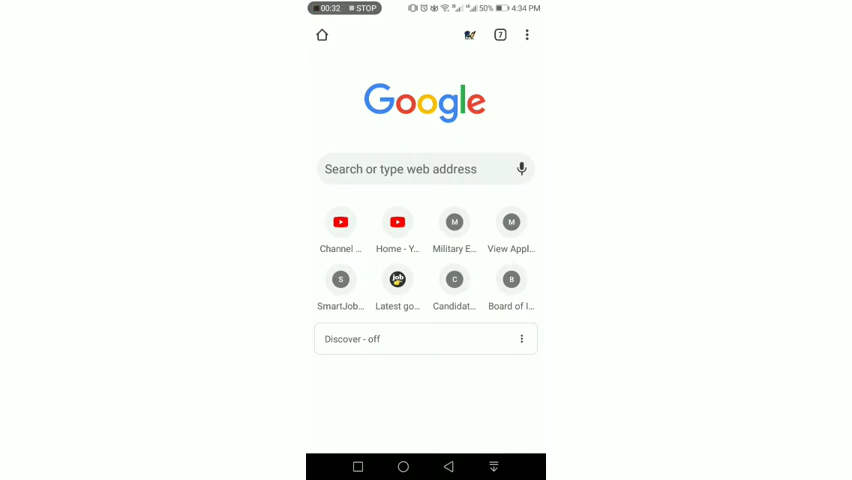 00:32 STOP 50% 4:34 PM
7
Google
Search or type web address
M M
Channel ... Home - Y... Military E... View Appl...
S job C B
SmartJob... Latest go... Candidat... Board of I...
Discover - off